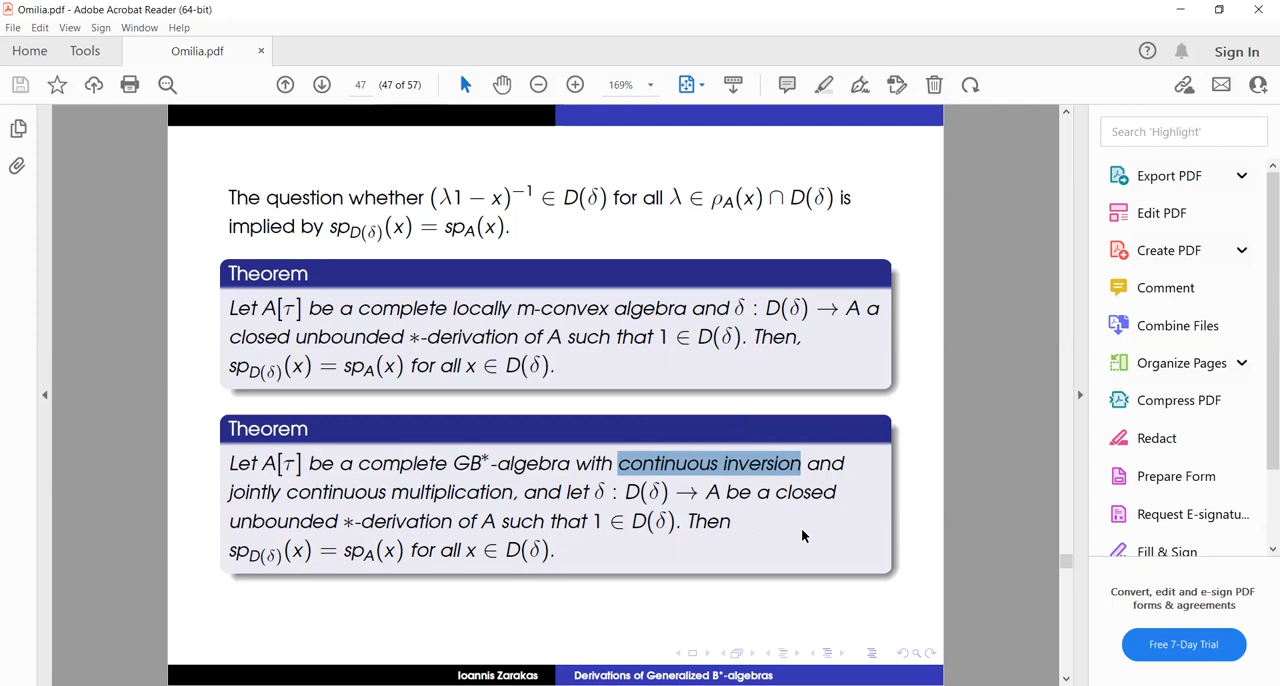 Omilia.pdf - Adobe Acrobat Reader (64-bit)
File Edit View Sign Window Help
Home Tools Omilia.pdf × Sign In
47 (47 of 57) 169%
The question whether (λ1 − x)⁻¹ ∈ D(δ) for all λ ∈ ρ_A(x) ∩ D(δ) is
implied by sp_D(δ)(x) = sp_A(x).
Theorem
Let A[τ] be a complete locally m-convex algebra and δ : D(δ) → A a
closed unbounded ∗-derivation of A such that 1 ∈ D(δ). Then,
sp_D(δ)(x) = sp_A(x) for all x ∈ D(δ).
Theorem
Let A[τ] be a complete GB*-algebra with continuous inversion and
jointly continuous multiplication, and let δ : D(δ) → A be a closed
unbounded ∗-derivation of A such that 1 ∈ D(δ). Then
sp_D(δ)(x) = sp_A(x) for all x ∈ D(δ).
Ioannis Zarakas Derivations of Generalized B*-algebras
Search 'Highlight'
Export PDF
Edit PDF
Create PDF
Comment
Combine Files
Organize Pages
Compress PDF
Redact
Prepare Form
Request E-signatu...
Fill & Sign
Convert, edit and e-sign PDF
forms & agreements
Free 7-Day Trial